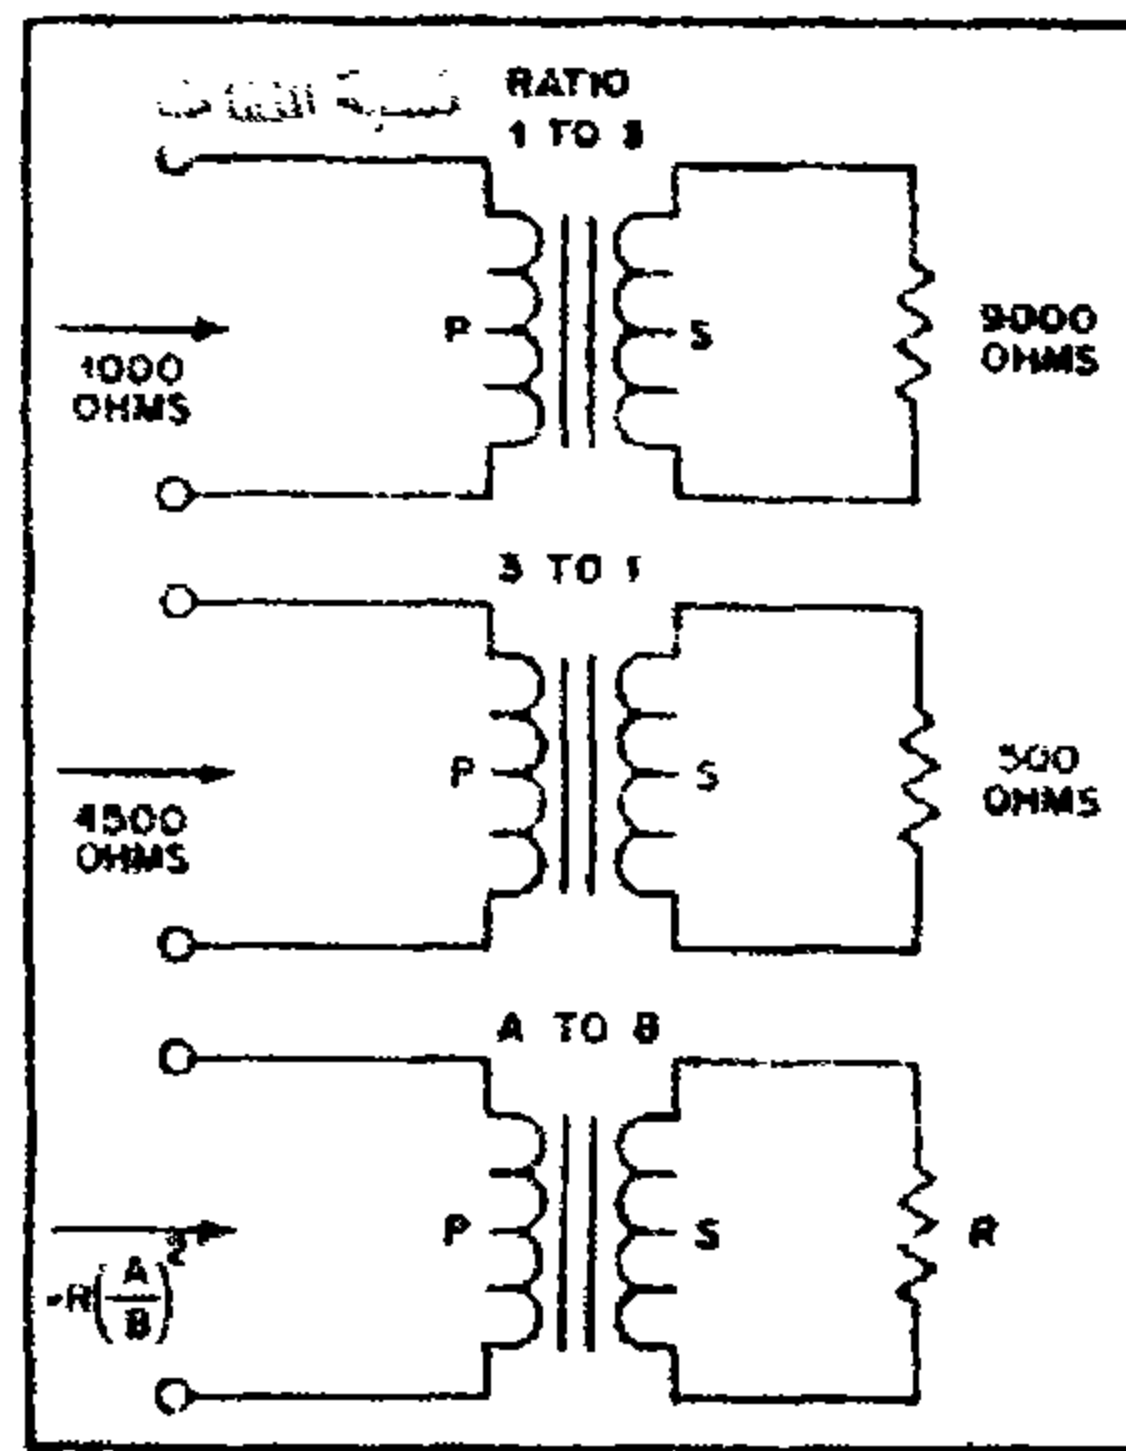 RATIO
1 TO 3
P
S
1000
OHMS
9000
OHMS
3 TO 1
P
S
4500
OHMS
500
OHMS
A TO B
P
S
R
R(A/B)²